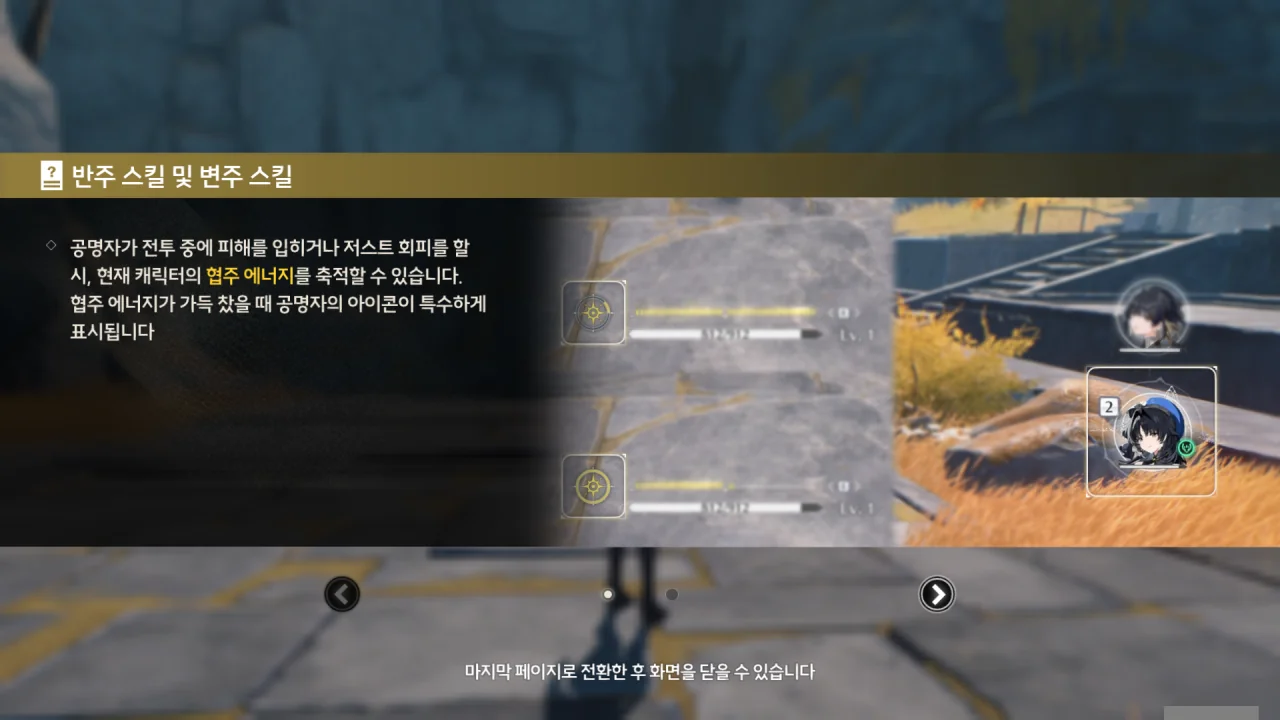 반주 스킬 및 변주 스킬
공명자가 전투 중에 피해를 입히거나 저스트 회피를 할
시, 현재 캐릭터의 협주 에너지를 축적할 수 있습니다.
협주 에너지가 가득 찼을 때 공명자의 아이콘이 특수하게
표시됩니다
Lv. 1
2
Lv. 1
마지막 페이지로 전환한 후 화면을 닫을 수 있습니다